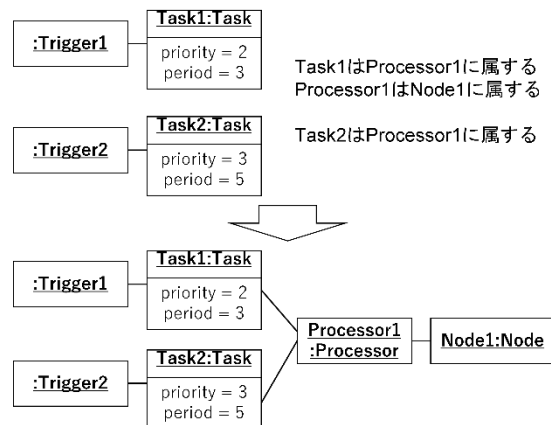 Task1:Task
:Trigger1
priority = 2
period = 3
Task1はProcessor1に属する
Processor1はNode1に属する
Task2:Task
:Trigger2
priority = 3
period = 5
Task2はProcessor1に属する
Task1:Task
:Trigger1
priority = 2
period = 3
Processor1
:Processor
Node1:Node
Task2:Task
:Trigger2
priority = 3
period = 5